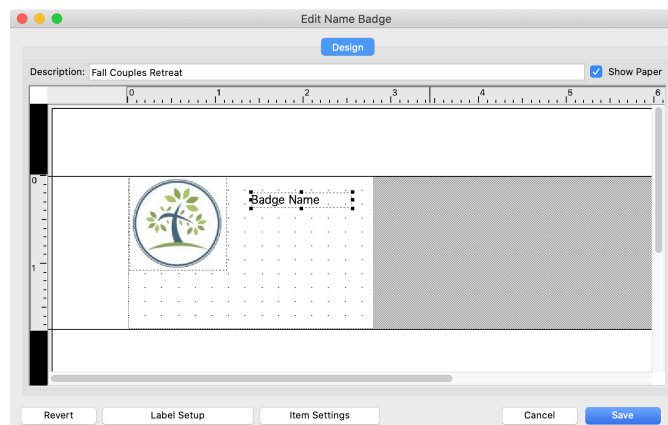 Edit Name Badge
Design
Description: Fall Couples Retreat
Show Paper
0 1 2 3 4 5 6
0
Badge Name
1
Revert Label Setup Item Settings Cancel Save